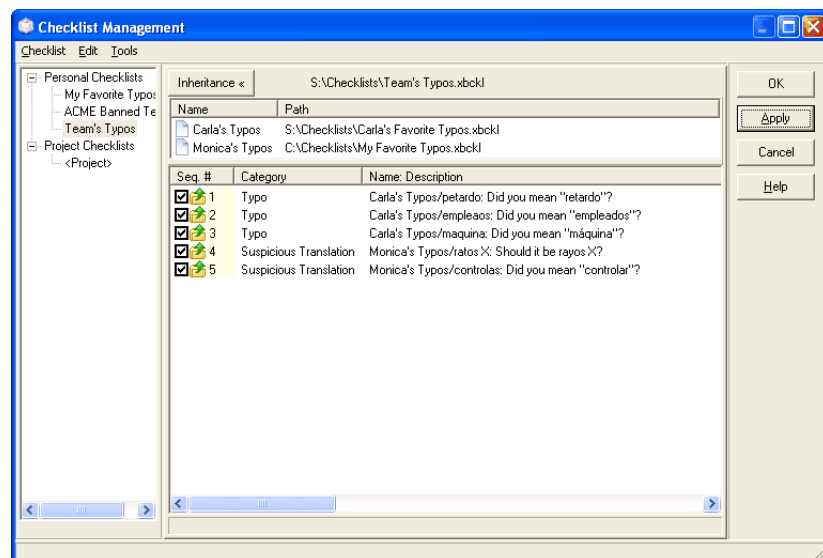 Checklist Management
Checklist Edit Tools
Personal Checklists
My Favorite Typos
ACME Banned Te
Team's Typos
Project Checklists
<Project>
Inheritance « S:\Checklists\Team's Typos.xbckl
Name Path
Carla's Typos S:\Checklists\Carla's Favorite Typos.xbckl
Monica's Typos C:\Checklists\My Favorite Typos.xbckl
Seq. # Category Name: Description
1 Typo Carla's Typos/petardo: Did you mean "retardo"?
2 Typo Carla's Typos/empleaos: Did you mean "empleados"?
3 Typo Carla's Typos/maquina: Did you mean "máquina"?
4 Suspicious Translation Monica's Typos/ratos X: Should it be rayos X?
5 Suspicious Translation Monica's Typos/controlas: Did you mean "controlar"?
OK
Apply
Cancel
Help